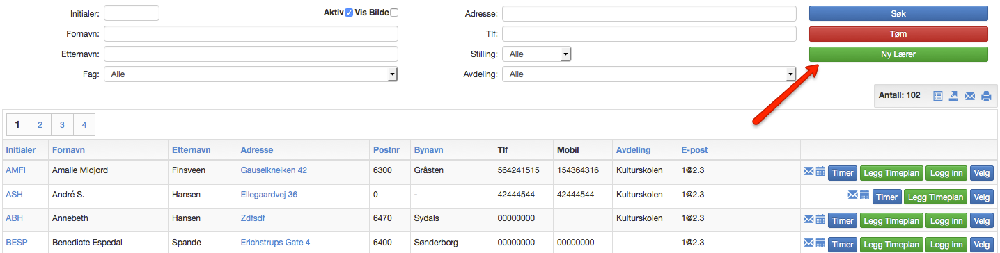 Initialer: Aktiv Vis Bilde Adresse: Søk
Fornavn: Tlf: Tøm
Etternavn: Stilling: Alle Ny Lærer
Fag: Alle Avdeling: Alle
Antall: 102
1 2 3 4
Initialer Fornavn Etternavn Adresse Postnr Bynavn Tlf Mobil Avdeling E-post
AMFI Amalie Midjord Finsveen Gauselkneiken 42 6300 Gråsten 564241515 154364316 Kulturskolen 1@2.3 Timer Legg Timeplan Logg inn Velg
ASH André S. Hansen Ellegaardvej 36 0 - 42444544 42444544 Kulturskolen 1@2.3 Timer Legg Timeplan Velg
ABH Annebeth Hansen Zdfsdf 6470 Sydals 00000000 Kulturskolen 1@2.3 Timer Legg Timeplan Logg inn Velg
BESP Benedicte Espedal Spande Erichstrups Gate 4 6400 Sønderborg 00000000 00000000 1@2.3 Timer Legg Timeplan Logg inn Velg